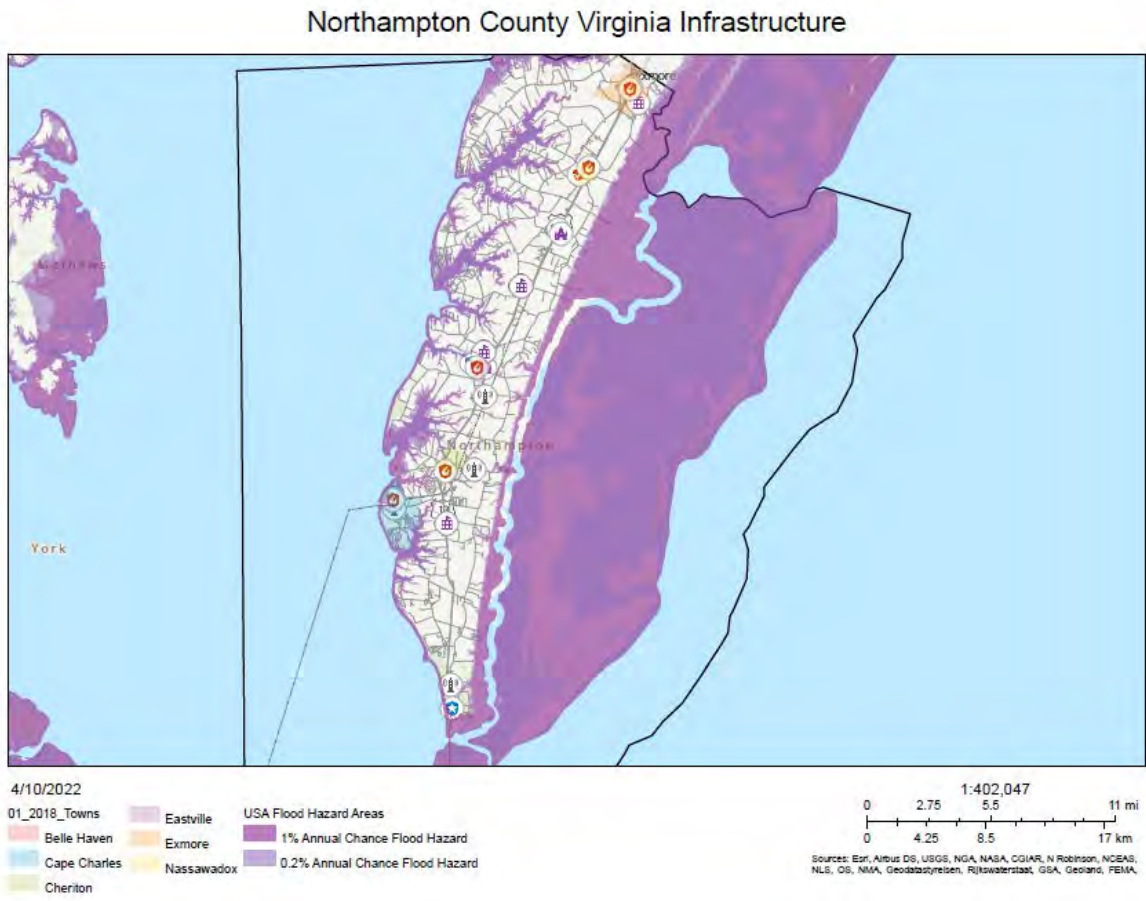 Northampton County Virginia Infrastructure
Exmore
Mathews
Northampton
York
4/10/2022
01_2018_Towns
Belle Haven
Cape Charles
Cheriton
Eastville
Exmore
Nassawadox
USA Flood Hazard Areas
1% Annual Chance Flood Hazard
0.2% Annual Chance Flood Hazard
1:402,047
0 2.75 5.5 11 mi
0 4.25 8.5 17 km
Sources: Esri, Airbus DS, USGS, NGA, NASA, CGIAR, N Robinson, NCEAS,
NLS, OS, NMA, Geodatastyrelsen, Rijkswaterstaat, GSA, Geoland, FEMA,